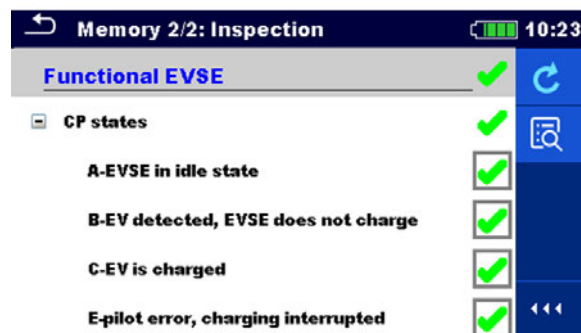 Memory 2/2: Inspection 10:23
Functional EVSE
CP states
A-EVSE in idle state
B-EV detected, EVSE does not charge
C-EV is charged
E-pilot error, charging interrupted